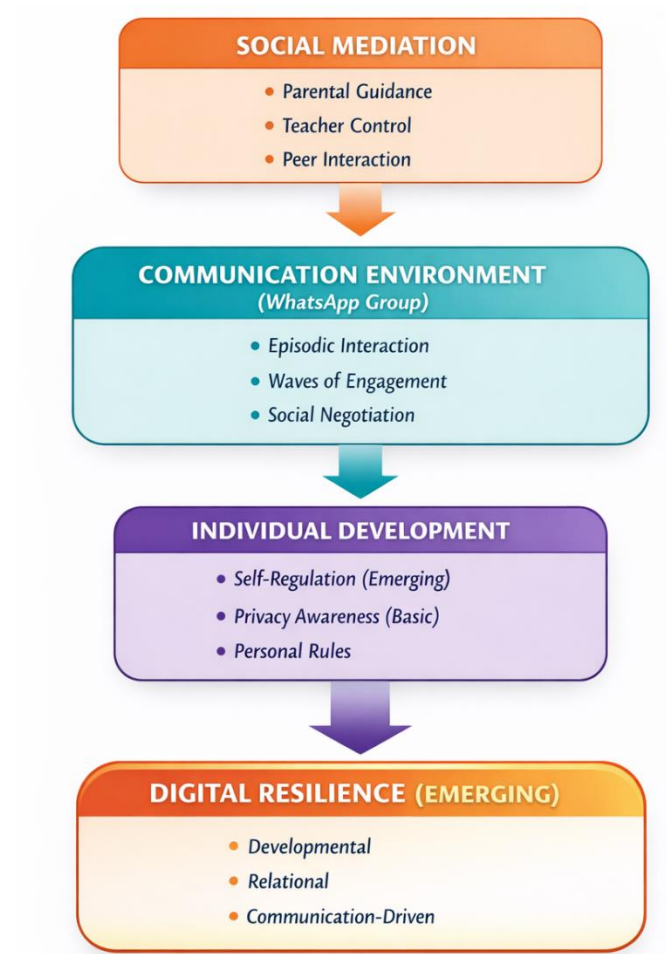 SOCIAL MEDIATION
• Parental Guidance
• Teacher Control
• Peer Interaction
COMMUNICATION ENVIRONMENT
(WhatsApp Group)
• Episodic Interaction
• Waves of Engagement
• Social Negotiation
INDIVIDUAL DEVELOPMENT
• Self-Regulation (Emerging)
• Privacy Awareness (Basic)
• Personal Rules
DIGITAL RESILIENCE (EMERGING)
• Developmental
• Relational
• Communication-Driven